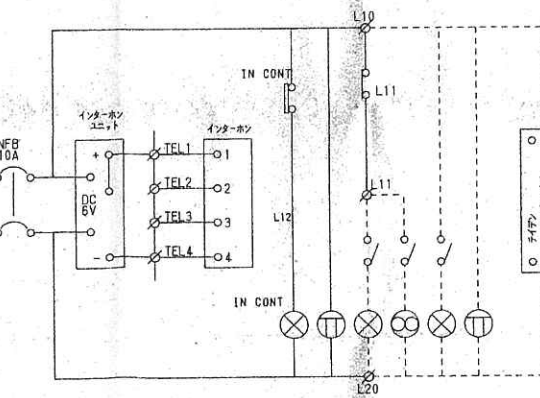 L10
IN CONT
L11
インターホン
ユニット
インターホン
NFB
10A
+
TEL1
1
DC
6V
TEL2
2
L11
TEL3
3
L12
テイデン
-
TEL4
4
IN CONT
L20